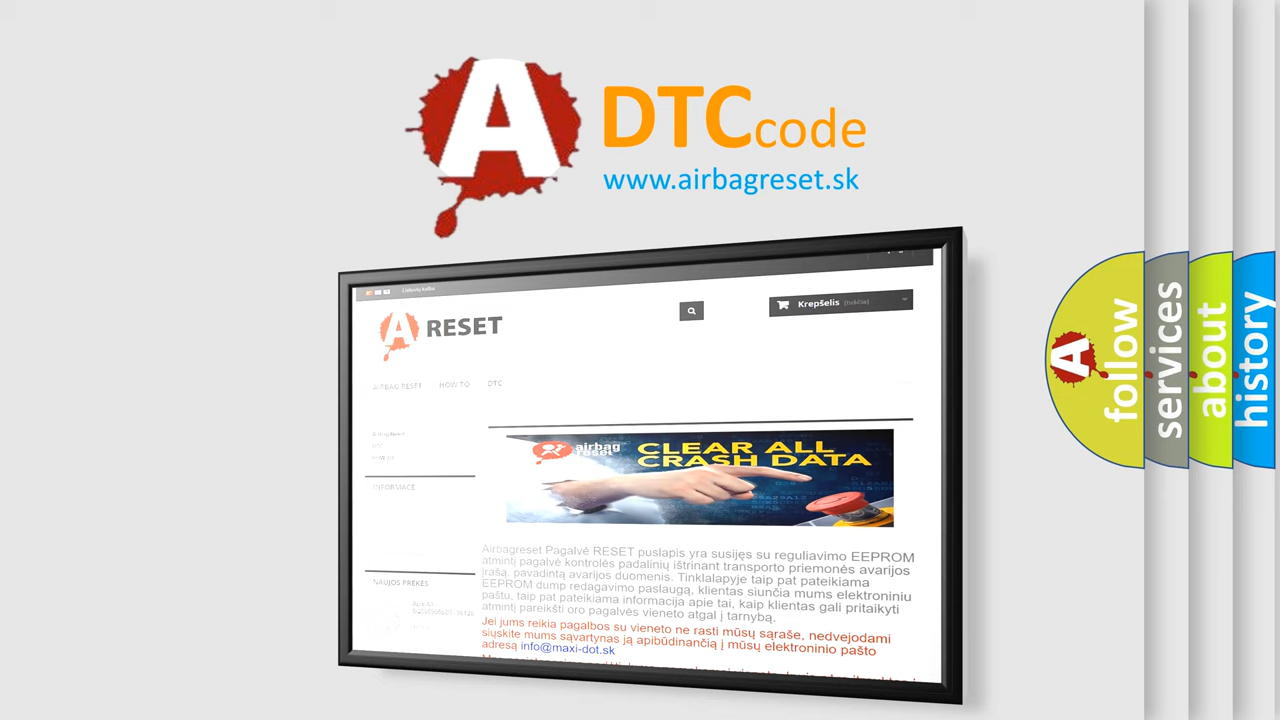 A
DTCcode
www.airbagreset.sk
Lietuvių kalba
A RESET
Krepšelis (tuščia)
AIRBAG RESET HOW TO DTC
INFORMACE
NAUJOS PREKĖS
airbag
reset
CLEAR ALL
CRASH DATA
Airbagreset Pagalvė RESET puslapis yra susijęs su reguliavimo EEPROM
atmintį pagalvė kontrolės padalinių ištrinant transporto priemonės avarijos
įrašą, pavadintą avarijos duomenis. Tinklalapyje taip pat pateikiama
EEPROM dump redagavimo paslaugą, klientas siunčia mums elektroniniu
paštu, taip pat pateikiama informacija apie tai, kaip klientas gali pritaikyti
atmintį pareikšti oro pagalvės vieneto atgal į tarnybą.
Jei jums reikia pagalbos su vieneto ne rasti mūsų sąraše, nedvejodami
siųskite mums sąvartynas ją apibūdinančią į mūsų elektroninio pašto
adresą info@maxi-dot.sk
A
follow
services
about
history